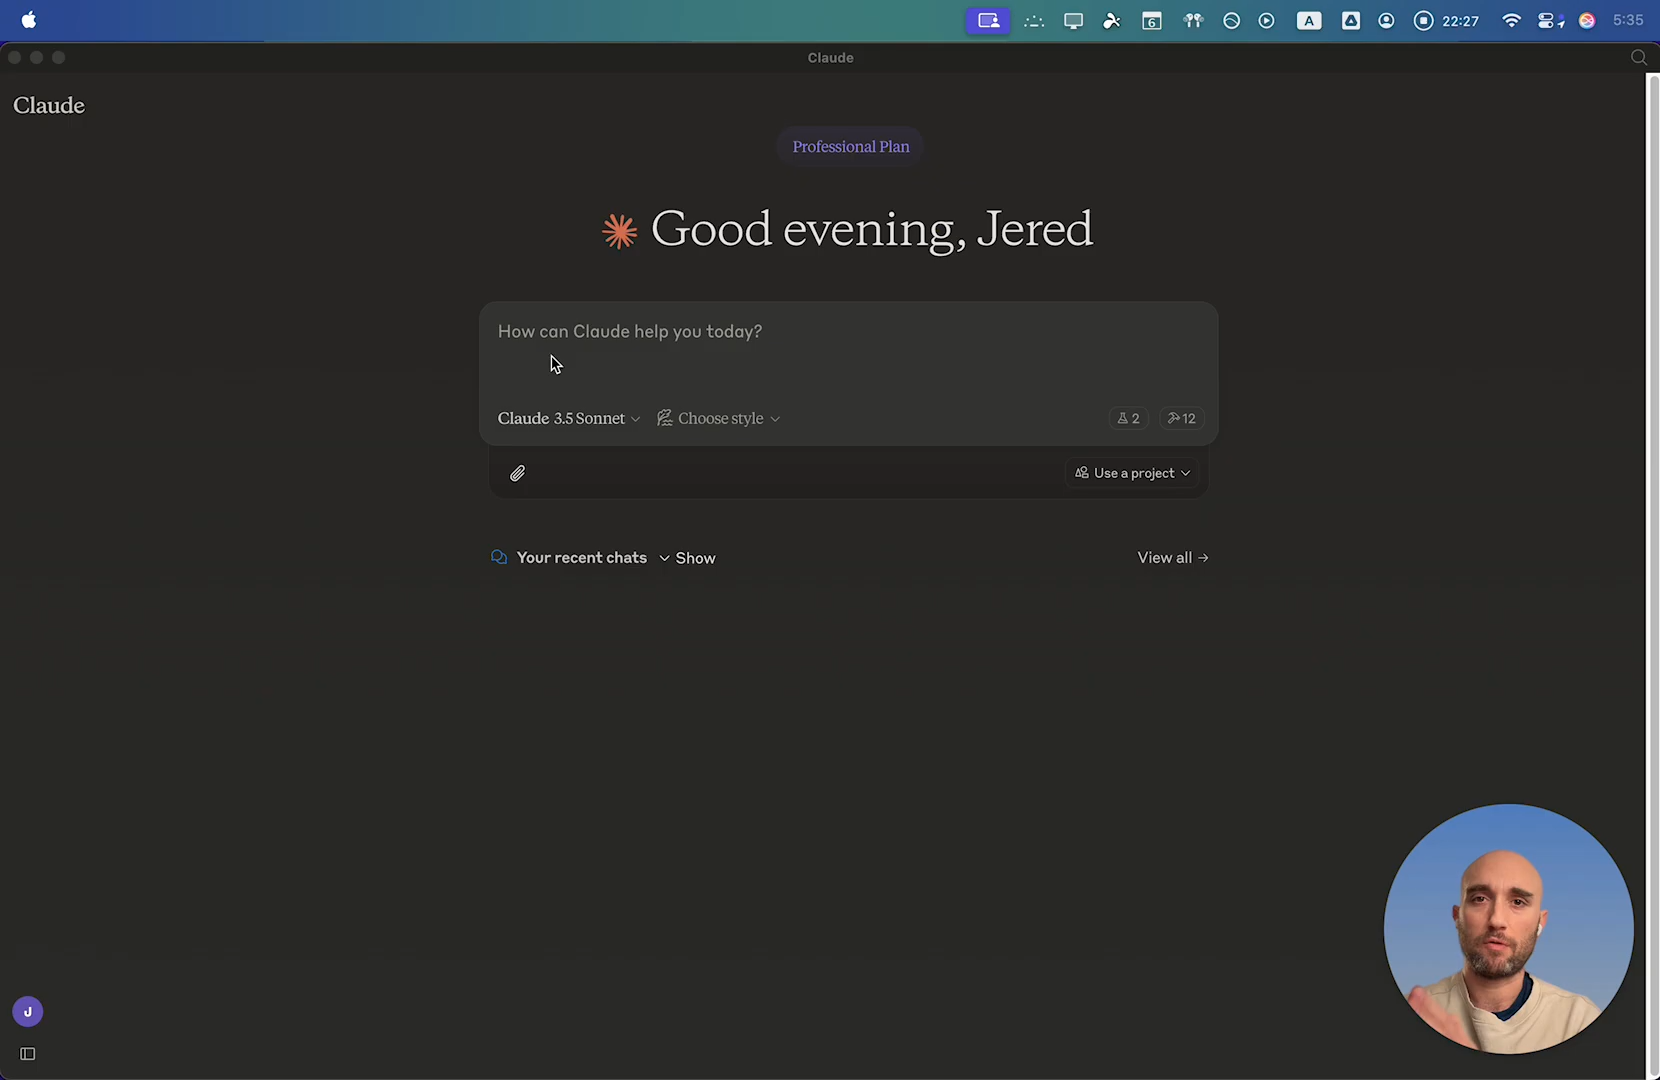 6
A
22:27
5:35
Claude
Claude
Professional Plan
Good evening, Jered
How can Claude help you today?
Claude 3.5 Sonnet
Choose style
2
12
Use a project
Your recent chats
Show
View all →
J